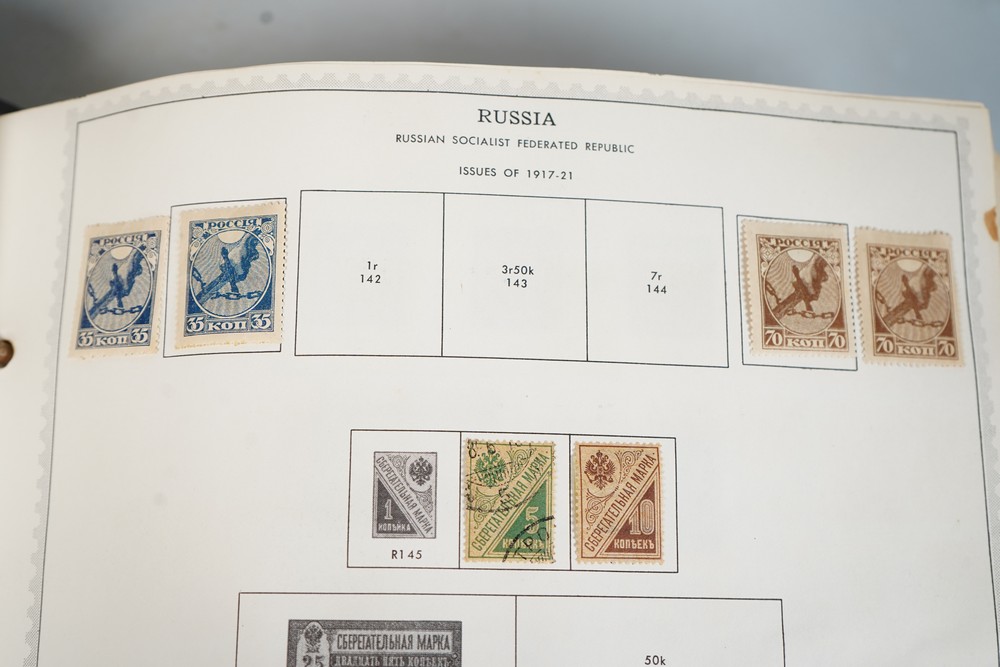 RUSSIA
RUSSIAN SOCIALIST FEDERATED REPUBLIC
ISSUES OF 1917-21
РОССІЯ
35 КОП 35
РОССІЯ
35 КОП 35
1r
142
3r50k
143
7r
144
РОССІЯ
70 КОП 70
РОССІЯ
70 КОП 70
СБЕРЕГАТЕЛЬНАЯ МАРКА
1
КОПѢЙКА
R145
СБЕРЕГАТЕЛЬНАЯ МАРКА
5
КОПѢЕКЪ
СБЕРЕГАТЕЛЬНАЯ МАРКА
10
КОПѢЕКЪ
СБЕРЕГАТЕЛЬНАЯ МАРКА
25 ДВАДЦАТЬ ПЯТЬ КОПѢЕКЪ
50k